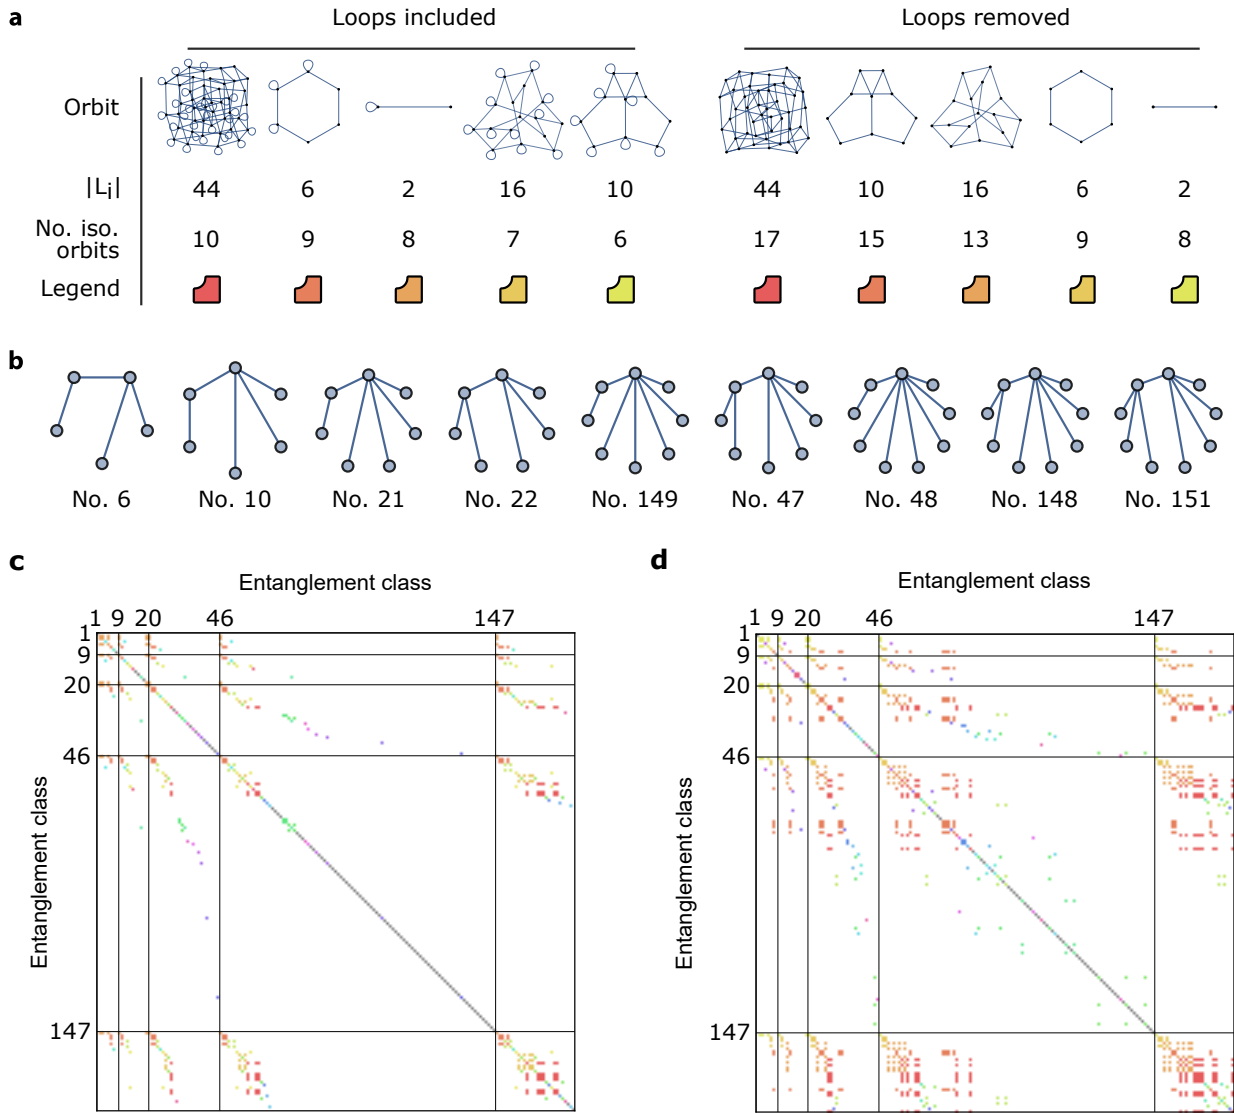 a
Loops included
Loops removed
Orbit
|Li|
44 6 2 16 10 44 10 16 6 2
No. iso. orbits
10 9 8 7 6 17 15 13 9 8
Legend
b
No. 6 No. 10 No. 21 No. 22 No. 149 No. 47 No. 48 No. 148 No. 151
c
Entanglement class
1 9 20 46 147
1
9
20
46
147
Entanglement class
d
Entanglement class
1 9 20 46 147
1
9
20
46
147
Entanglement class